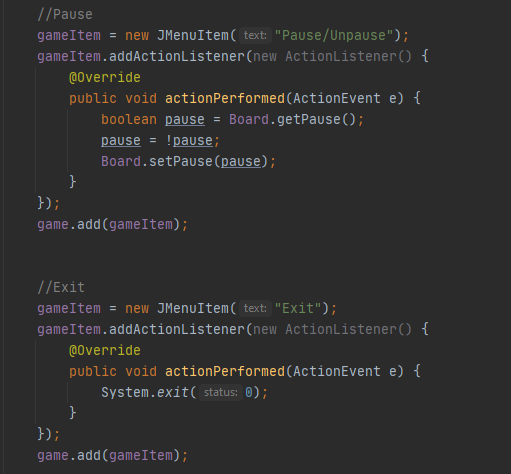 //Pause
gameItem = new JMenuItem( text: "Pause/Unpause");
gameItem.addActionListener(new ActionListener() {
    @Override
    public void actionPerformed(ActionEvent e) {
        boolean pause = Board.getPause();
        pause = !pause;
        Board.setPause(pause);
    }
});
game.add(gameItem);
//Exit
gameItem = new JMenuItem( text: "Exit");
gameItem.addActionListener(new ActionListener() {
    @Override
    public void actionPerformed(ActionEvent e) {
        System.exit( status: 0);
    }
});
game.add(gameItem);